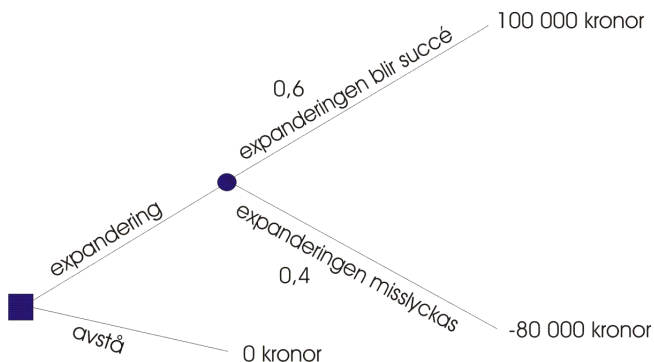 100 000 kronor
0,6
expanderingen blir succé
expandering
expanderingen misslyckas
0,4
-80 000 kronor
avstå
0 kronor